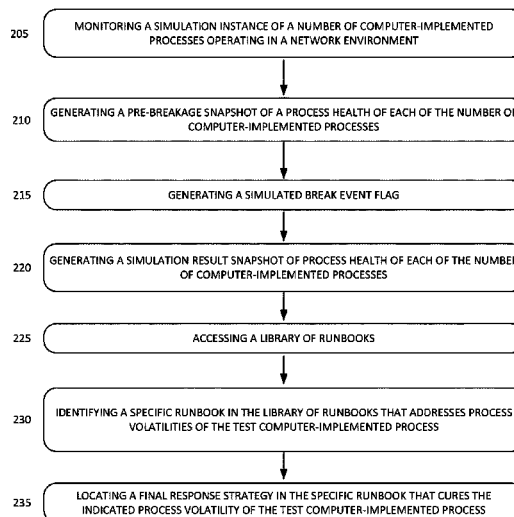 205
MONITORING A SIMULATION INSTANCE OF A NUMBER OF COMPUTER-IMPLEMENTED
PROCESSES OPERATING IN A NETWORK ENVIRONMENT
210
GENERATING A PRE-BREAKAGE SNAPSHOT OF A PROCESS HEALTH OF EACH OF THE NUMBER OF
COMPUTER-IMPLEMENTED PROCESSES
215
GENERATING A SIMULATED BREAK EVENT FLAG
220
GENERATING A SIMULATION RESULT SNAPSHOT OF PROCESS HEALTH OF EACH OF THE NUMBER
OF COMPUTER-IMPLEMENTED PROCESSES
225
ACCESSING A LIBRARY OF RUNBOOKS
230
IDENTIFYING A SPECIFIC RUNBOOK IN THE LIBRARY OF RUNBOOKS THAT ADDRESSES PROCESS
VOLATILITIES OF THE TEST COMPUTER-IMPLEMENTED PROCESS
235
LOCATING A FINAL RESPONSE STRATEGY IN THE SPECIFIC RUNBOOK THAT CURES THE
INDICATED PROCESS VOLATILITY OF THE TEST COMPUTER-IMPLEMENTED PROCESS